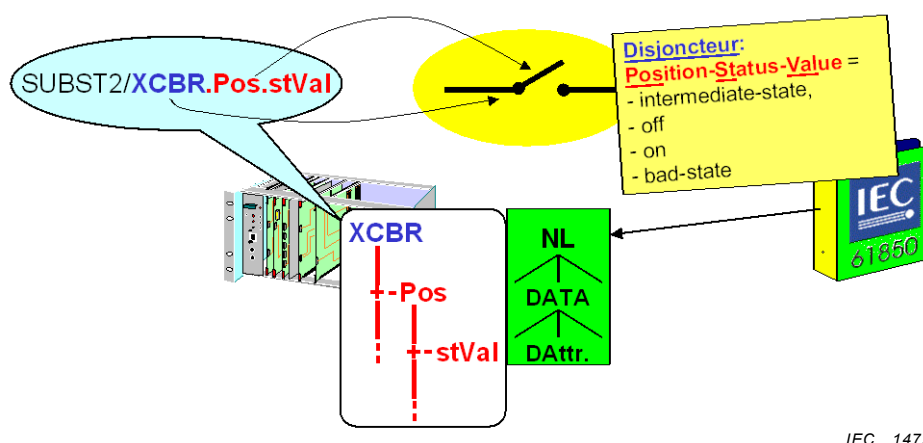 SUBST2/XCBR.Pos.stVal
Disjoncteur:
Position-Status-Value =
- intermediate-state,
- off
- on
- bad-state
IEC
61850
XCBR
Pos
stVal
NL
DATA
DAttr.
IEC 147